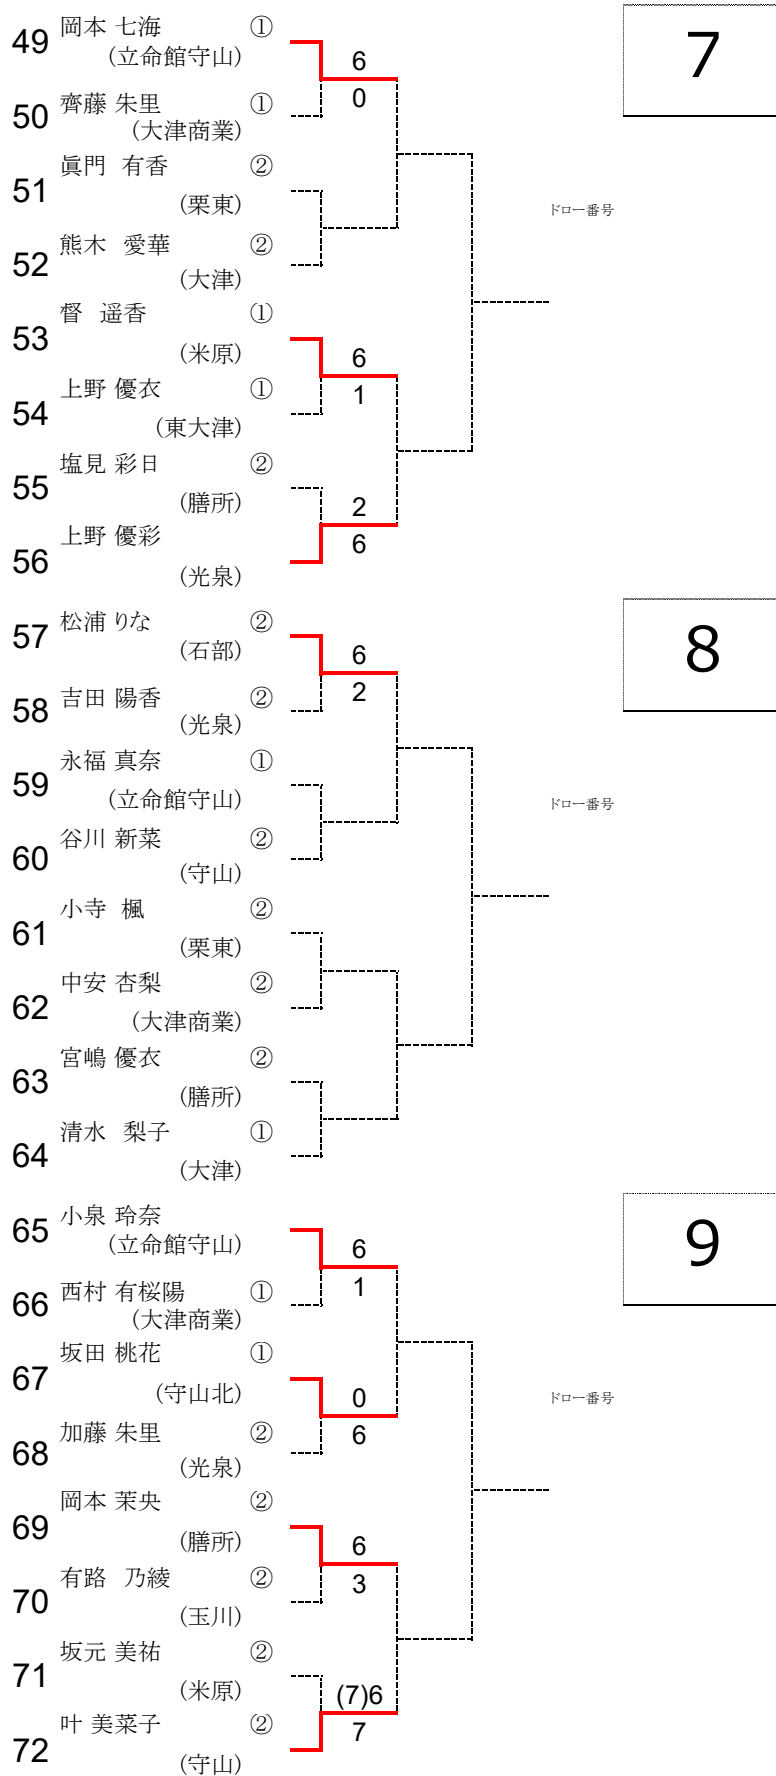 岡本 七海 ①
49 (立命館守山)
6
齊藤 朱里 ①
0
50 (大津商業)
7
眞門 有香 ②
51 (栗東)
ドロー番号
熊木 愛華 ②
52 (大津)
督 遥香 ①
53 (米原)
6
上野 優衣 ①
1
54 (東大津)
塩見 彩日 ②
55 (膳所)
2
上野 優彩
6
56 (光泉)
松浦 りな ②
57 (石部)
6
8
吉田 陽香 ②
2
58 (光泉)
永福 真奈 ①
59 (立命館守山)
ドロー番号
谷川 新菜 ②
60 (守山)
小寺 楓 ②
61 (栗東)
中安 杏梨 ②
62 (大津商業)
宮嶋 優衣 ②
63 (膳所)
清水 梨子 ①
64 (大津)
小泉 玲奈
65 (立命館守山)
6
9
西村 有桜陽 ①
1
66 (大津商業)
坂田 桃花 ①
67 (守山北)
0
ドロー番号
加藤 朱里 ②
6
68 (光泉)
岡本 茉央 ②
69 (膳所)
6
有路 乃綾 ②
3
70 (玉川)
坂元 美祐 ②
71 (米原)
(7)6
叶 美菜子 ②
7
72 (守山)